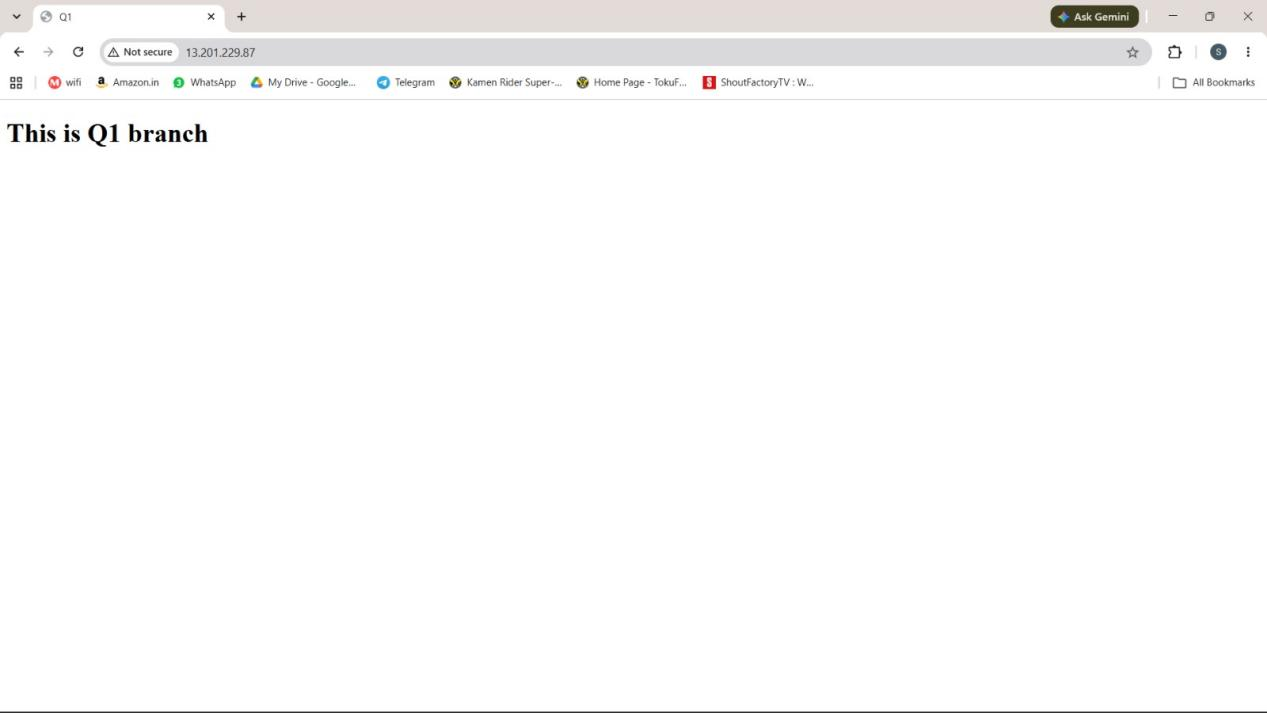 Q1
Ask Gemini
Not secure 13.201.229.87
S
M wifi a Amazon.in 3 WhatsApp My Drive - Google... Telegram Kamen Rider Super-... Home Page - TokuF... S ShoutFactoryTV : W... All Bookmarks
This is Q1 branch